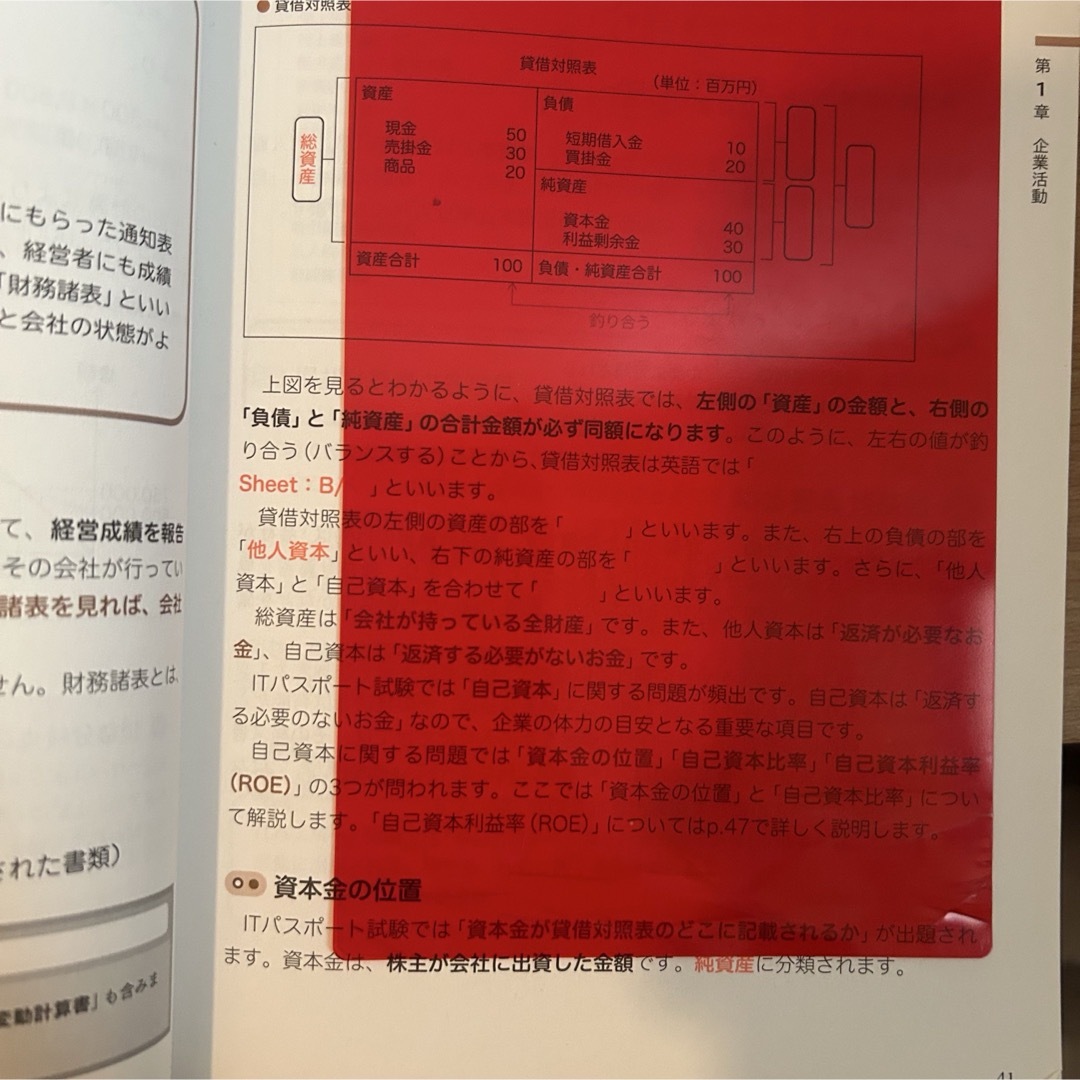 にもらった通知表
、経営者にも成績
「財務諸表」といい
と会社の状態がよ
て、経営成績を報告
その会社が行ってい
諸表を見れば、会社
せん。財務諸表とは、
された書類）
変動計算書」も含みま
●貸借対照表
貸借対照表
（単位：百万円）
総資産
資産
現金 50
売掛金 30
商品 20
資産合計 100
負債
短期借入金 10
買掛金 20
純資産
資本金 40
利益剰余金 30
負債・純資産合計 100
釣り合う
上図を見るとわかるように、貸借対照表では、左側の「資産」の金額と、右側の
「負債」と「純資産」の合計金額が必ず同額になります。このように、左右の値が釣
り合う（バランスする）ことから、貸借対照表は英語では「
Sheet：B/ 」といいます。
貸借対照表の左側の資産の部を「 」といいます。また、右上の負債の部を
「他人資本」といい、右下の純資産の部を「 」といいます。さらに、「他人
資本」と「自己資本」を合わせて「 」といいます。
総資産は「会社が持っている全財産」です。また、他人資本は「返済が必要なお
金」、自己資本は「返済する必要がないお金」です。
ITパスポート試験では「自己資本」に関する問題が頻出です。自己資本は「返済す
る必要のないお金」なので、企業の体力の目安となる重要な項目です。
自己資本に関する問題では「資本金の位置」「自己資本比率」「自己資本利益率
（ROE）」の3つが問われます。ここでは「資本金の位置」と「自己資本比率」につい
て解説します。「自己資本利益率（ROE）」についてはp.47で詳しく説明します。
資本金の位置
ITパスポート試験では「資本金が貸借対照表のどこに記載されるか」が出題され
ます。資本金は、株主が会社に出資した金額です。純資産に分類されます。
第1章 企業活動
41